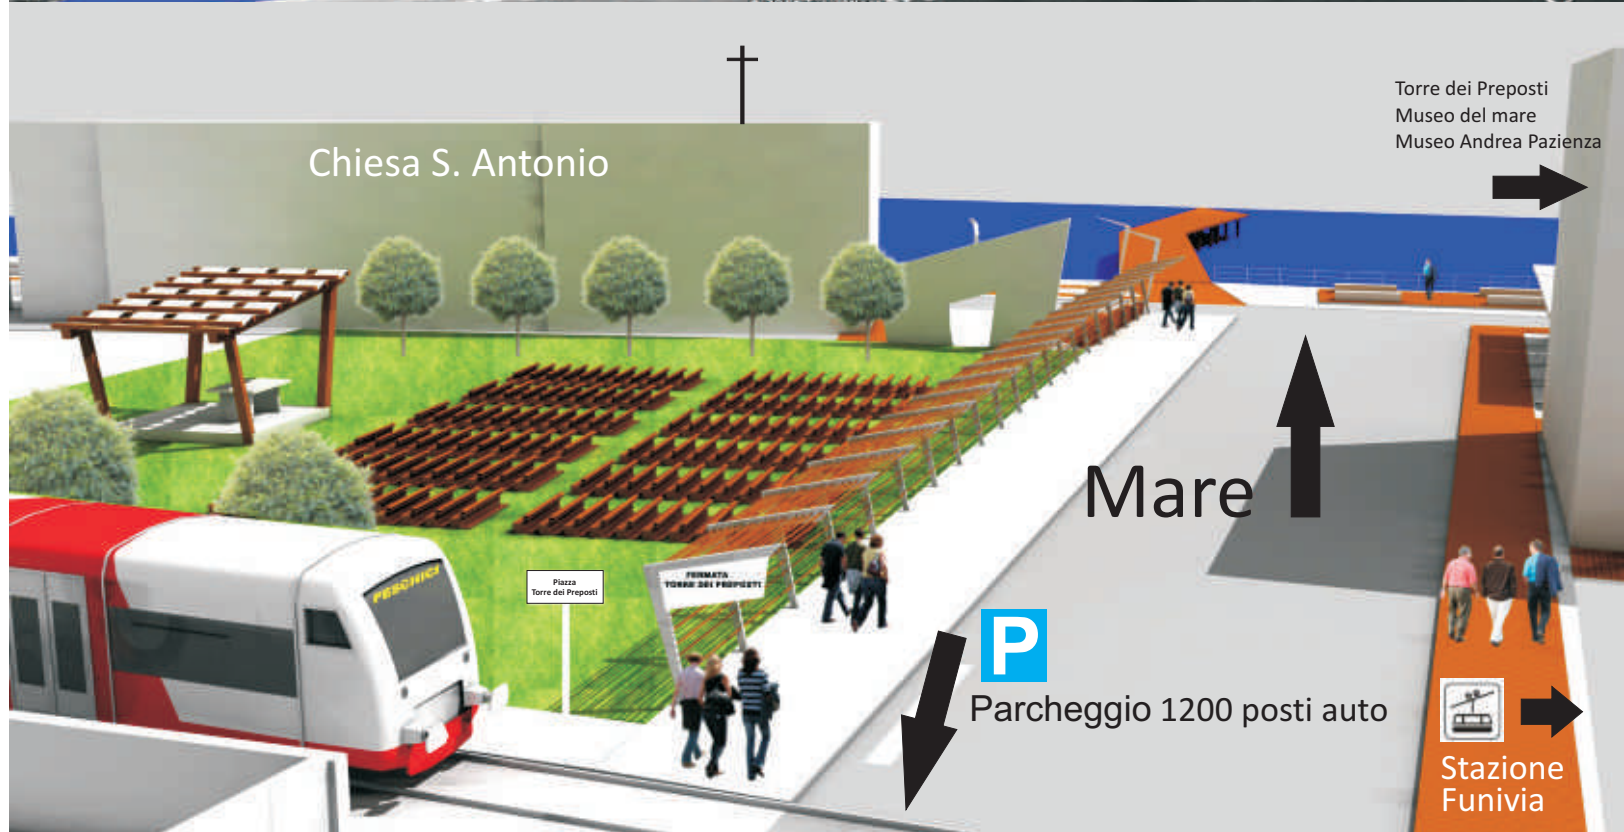 Torre dei Preposti
Museo del mare
Museo Andrea Pazienza
Chiesa S. Antonio
Mare
PESCHICI
Piazza
Torre dei Preposti
FERMATA
TORRE DEI PREPOSTI
P
Parcheggio 1200 posti auto
Stazione
Funivia